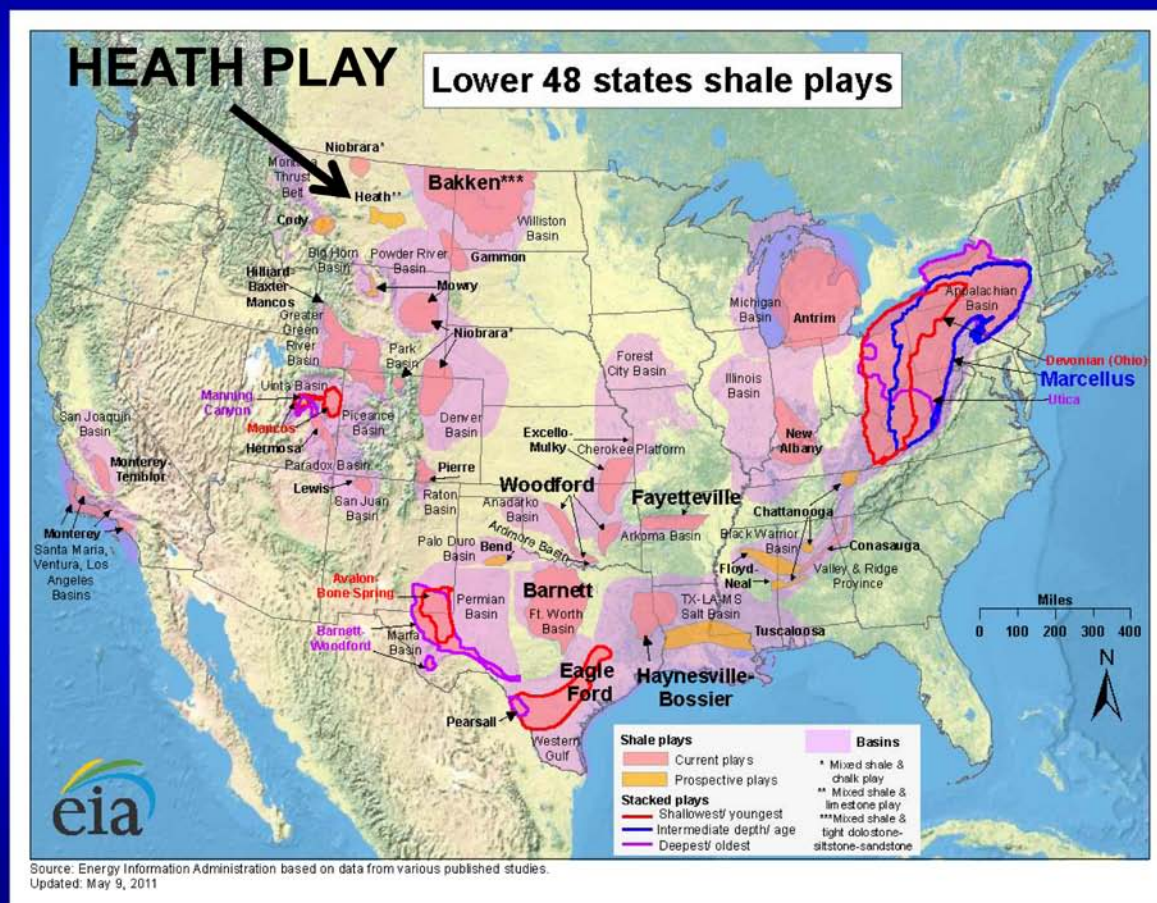 HEATH PLAY
Lower 48 states shale plays
Niobrara*
Montana
Thrust
Belt
Heath**
Bakken***
Williston
Basin
Cody
Big Horn
Basin
Powder River
Basin
Gammon
Hilliard-
Baxter-
Mancos
Mowry
Greater
Green
River
Basin
Niobrara*
Park
Basin
Uinta Basin
Manning
Canyon
Mancos
Piceance
Basin
Hermosa
Denver
Basin
Paradox Basin
San Joaquin
Basin
Monterey-
Temblor
Monterey
Santa Maria,
Ventura, Los
Angeles
Basins
Lewis
San Juan
Basin
Pierre
Raton
Basin
Forest
City Basin
Excello-
Mulky
Cherokee Platform
Woodford
Anadarko
Basin
Ardmore Basin
Palo Duro
Basin
Bend
Fayetteville
Arkoma Basin
Michigan
Basin
Antrim
Illinois
Basin
New
Albany
Appalachian
Basin
Devonian (Ohio)
Marcellus
Utica
Chattanooga
Black Warrior
Basin
Conasauga
Floyd-
Neal
Valley & Ridge
Province
Avalon-
Bone Spring
Permian
Basin
Barnett-
Woodford
Marfa
Basin
Barnett
Ft. Worth
Basin
TX-LA-MS
Salt Basin
Tuscaloosa
Eagle
Ford
Haynesville-
Bossier
Pearsall
Western
Gulf
Miles
0 100 200 300 400
N
Shale plays
Current plays
Prospective plays
Stacked plays
Shallowest/ youngest
Intermediate depth/ age
Deepest/ oldest
Basins
* Mixed shale &
chalk play
** Mixed shale &
limestone play
***Mixed shale &
tight dolostone-
siltstone-sandstone
eia
Source: Energy Information Administration based on data from various published studies.
Updated: May 9, 2011